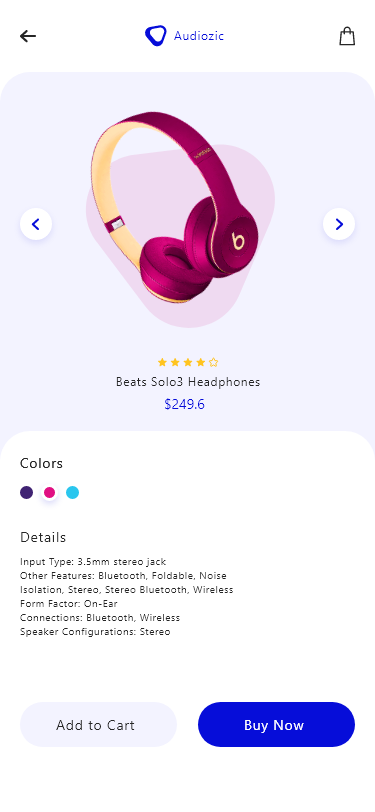 Audiozic
Beats Solo3 Headphones
$249.6
Colors
Details
Input Type: 3.5mm stereo jack
Other Features: Bluetooth, Foldable, Noise
Isolation, Stereo, Stereo Bluetooth, Wireless
Form Factor: On-Ear
Connections: Bluetooth, Wireless
Speaker Configurations: Stereo
Add to Cart
Buy Now